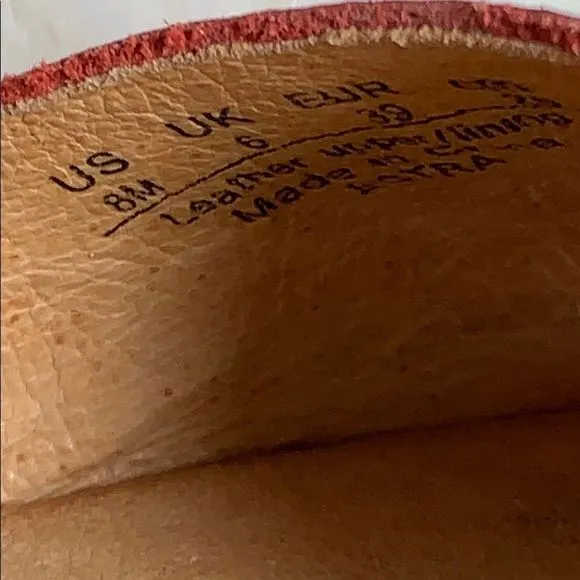 US UK EUR
8M 6 39
Leather upper/lining
Made in